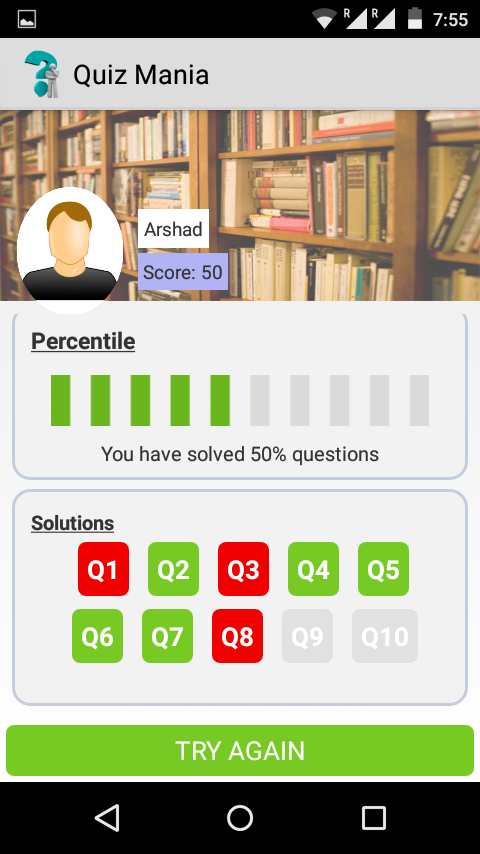 R R 7:55
Quiz Mania
Arshad
Score: 50
Percentile
You have solved 50% questions
Solutions
Q1 Q2 Q3 Q4 Q5
Q6 Q7 Q8 Q9 Q10
TRY AGAIN